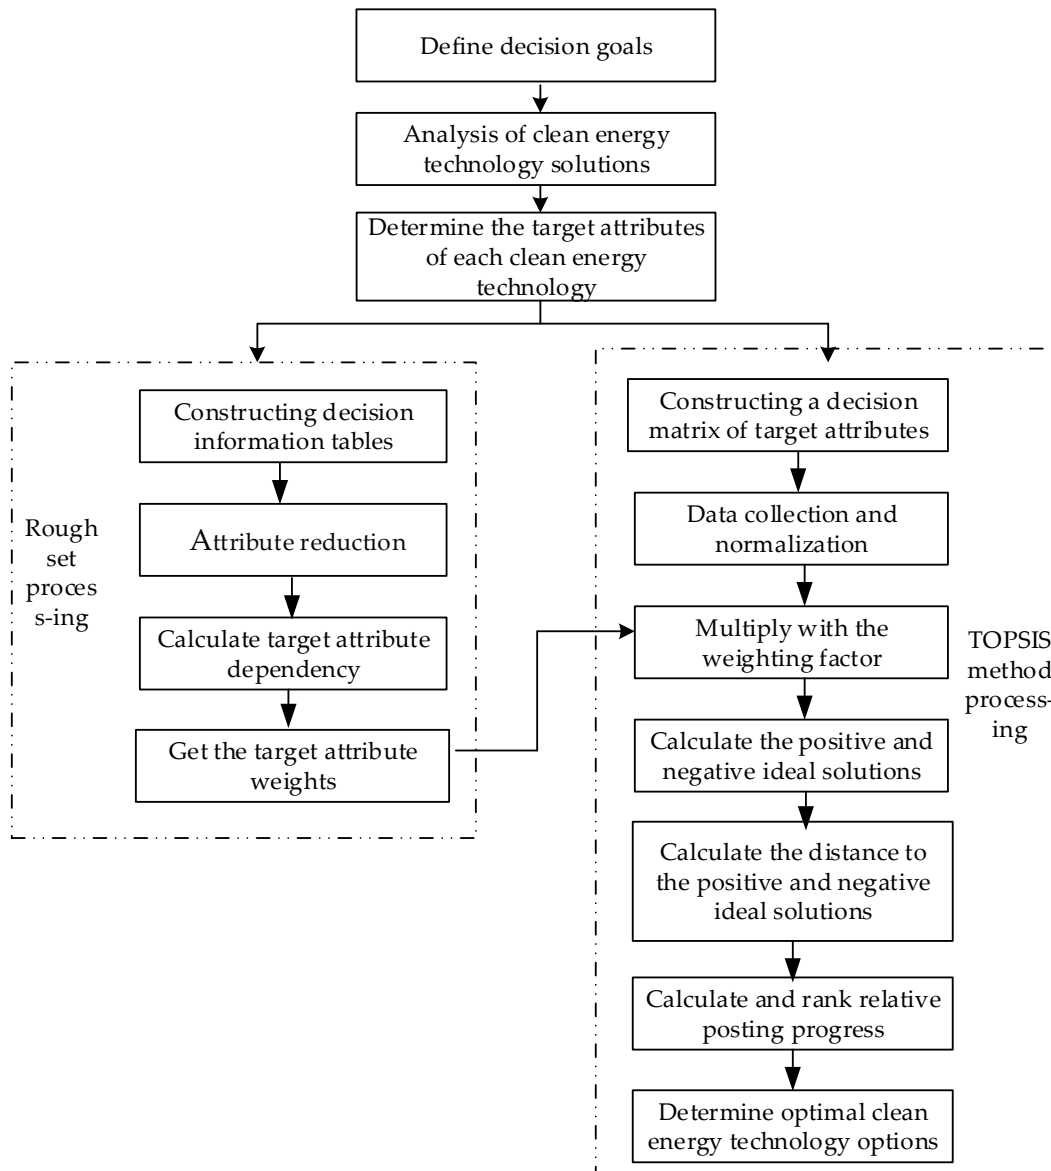 Define decision goals
Analysis of clean energy
technology solutions
Determine the target attributes
of each clean energy
technology
Constructing decision
information tables
Attribute reduction
Calculate target attribute
dependency
Get the target attribute
weights
Rough
set
proces
s-ing
Constructing a decision
matrix of target attributes
Data collection and
normalization
Multiply with the
weighting factor
Calculate the positive and
negative ideal solutions
Calculate the distance to
the positive and negative
ideal solutions
Calculate and rank relative
posting progress
Determine optimal clean
energy technology options
TOPSIS
method
process-
ing